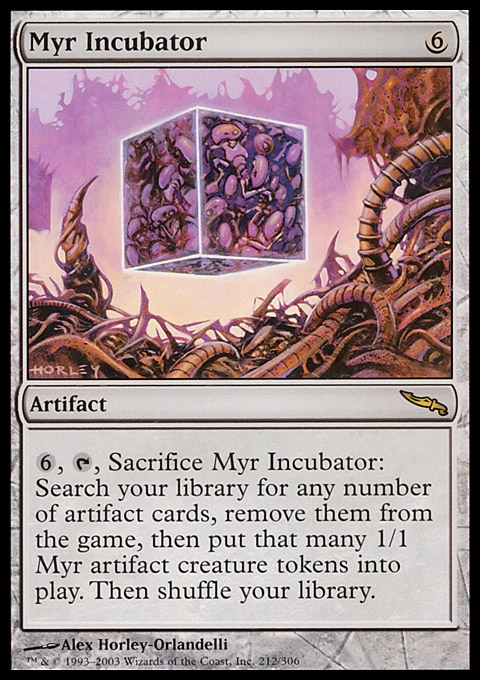 Myr Incubator 6
HORLEY
Artifact
6, , Sacrifice Myr Incubator:
Search your library for any number
of artifact cards, remove them from
the game, then put that many 1/1
Myr artifact creature tokens into
play. Then shuffle your library.
Alex Horley-Orlandelli
™ & © 1993–2003 Wizards of the Coast, Inc. 212/306